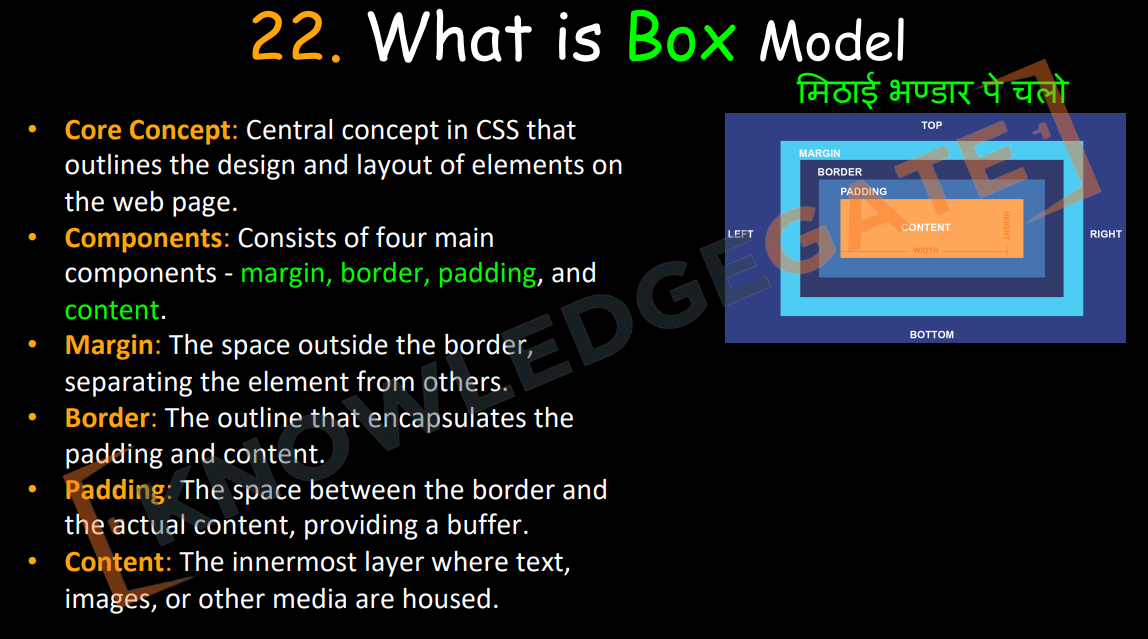 22. What is Box Model
मिठाई भण्डार पे चलो
• Core Concept: Central concept in CSS that
outlines the design and layout of elements on
the web page.
• Components: Consists of four main
components - margin, border, padding, and
content.
• Margin: The space outside the border,
separating the element from others.
• Border: The outline that encapsulates the
padding and content.
• Padding: The space between the border and
the actual content, providing a buffer.
• Content: The innermost layer where text,
images, or other media are housed.
TOP
MARGIN
BORDER
PADDING
LEFT
CONTENT
HEIGHT
RIGHT
WIDTH
BOTTOM
KNOWLEDGEGATE